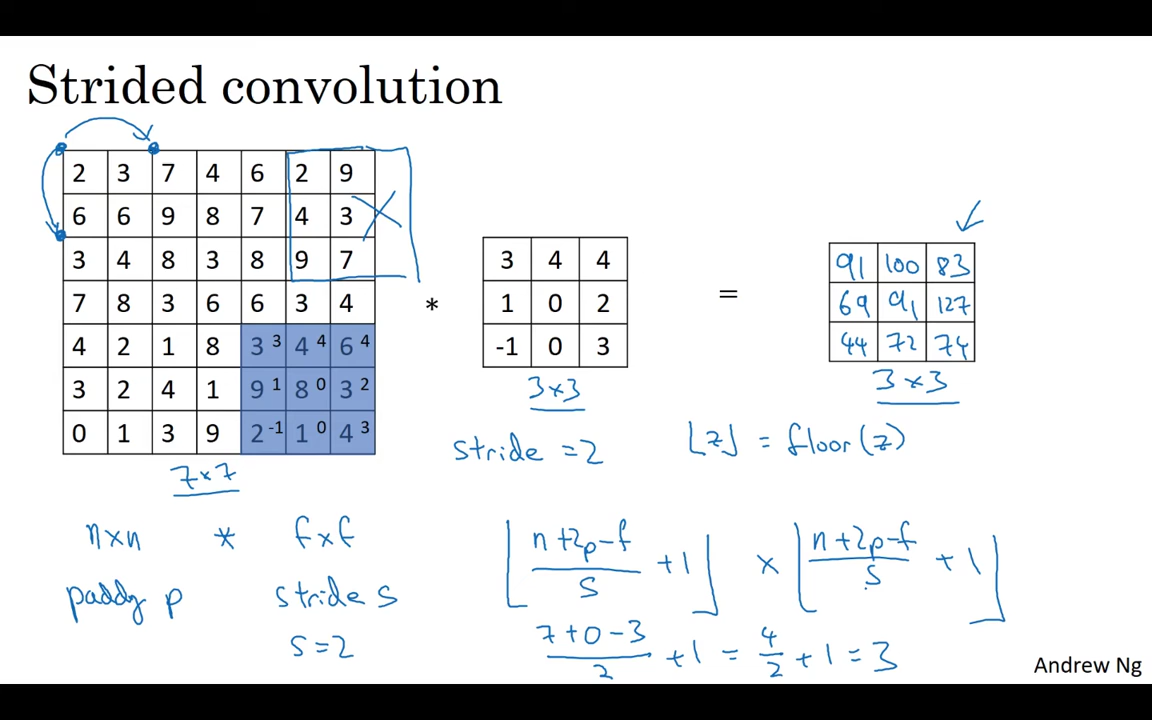 Strided convolution
2 3 7 4 6 2 9
6 6 9 8 7 4 3
3 4 8 3 8 9 7
7 8 3 6 6 3 4
4 2 1 8 3 3 4 4 6 4
3 2 4 1 9 1 8 0 3 2
0 1 3 9 2 -1 1 0 4 3
7×7
*
3 4 4
1 0 2
-1 0 3
3×3
stride = 2
=
91 100 83
69 91 127
44 72 74
3×3
⌊z⌋ = floor(z)
n×n * f×f
paddy p stride s
s=2
⌊(n+2p-f)/s + 1⌋ × ⌊(n+2p-f)/s + 1⌋
(7+0-3)/2 + 1 = 4/2 + 1 = 3
Andrew Ng